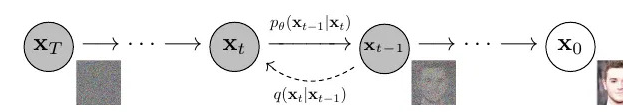 p_θ(x_{t−1}|x_t)
x_T ⟶ ··· ⟶ x_t ⟶ x_{t−1} ⟶ ··· ⟶ x_0
q(x_t|x_{t−1})